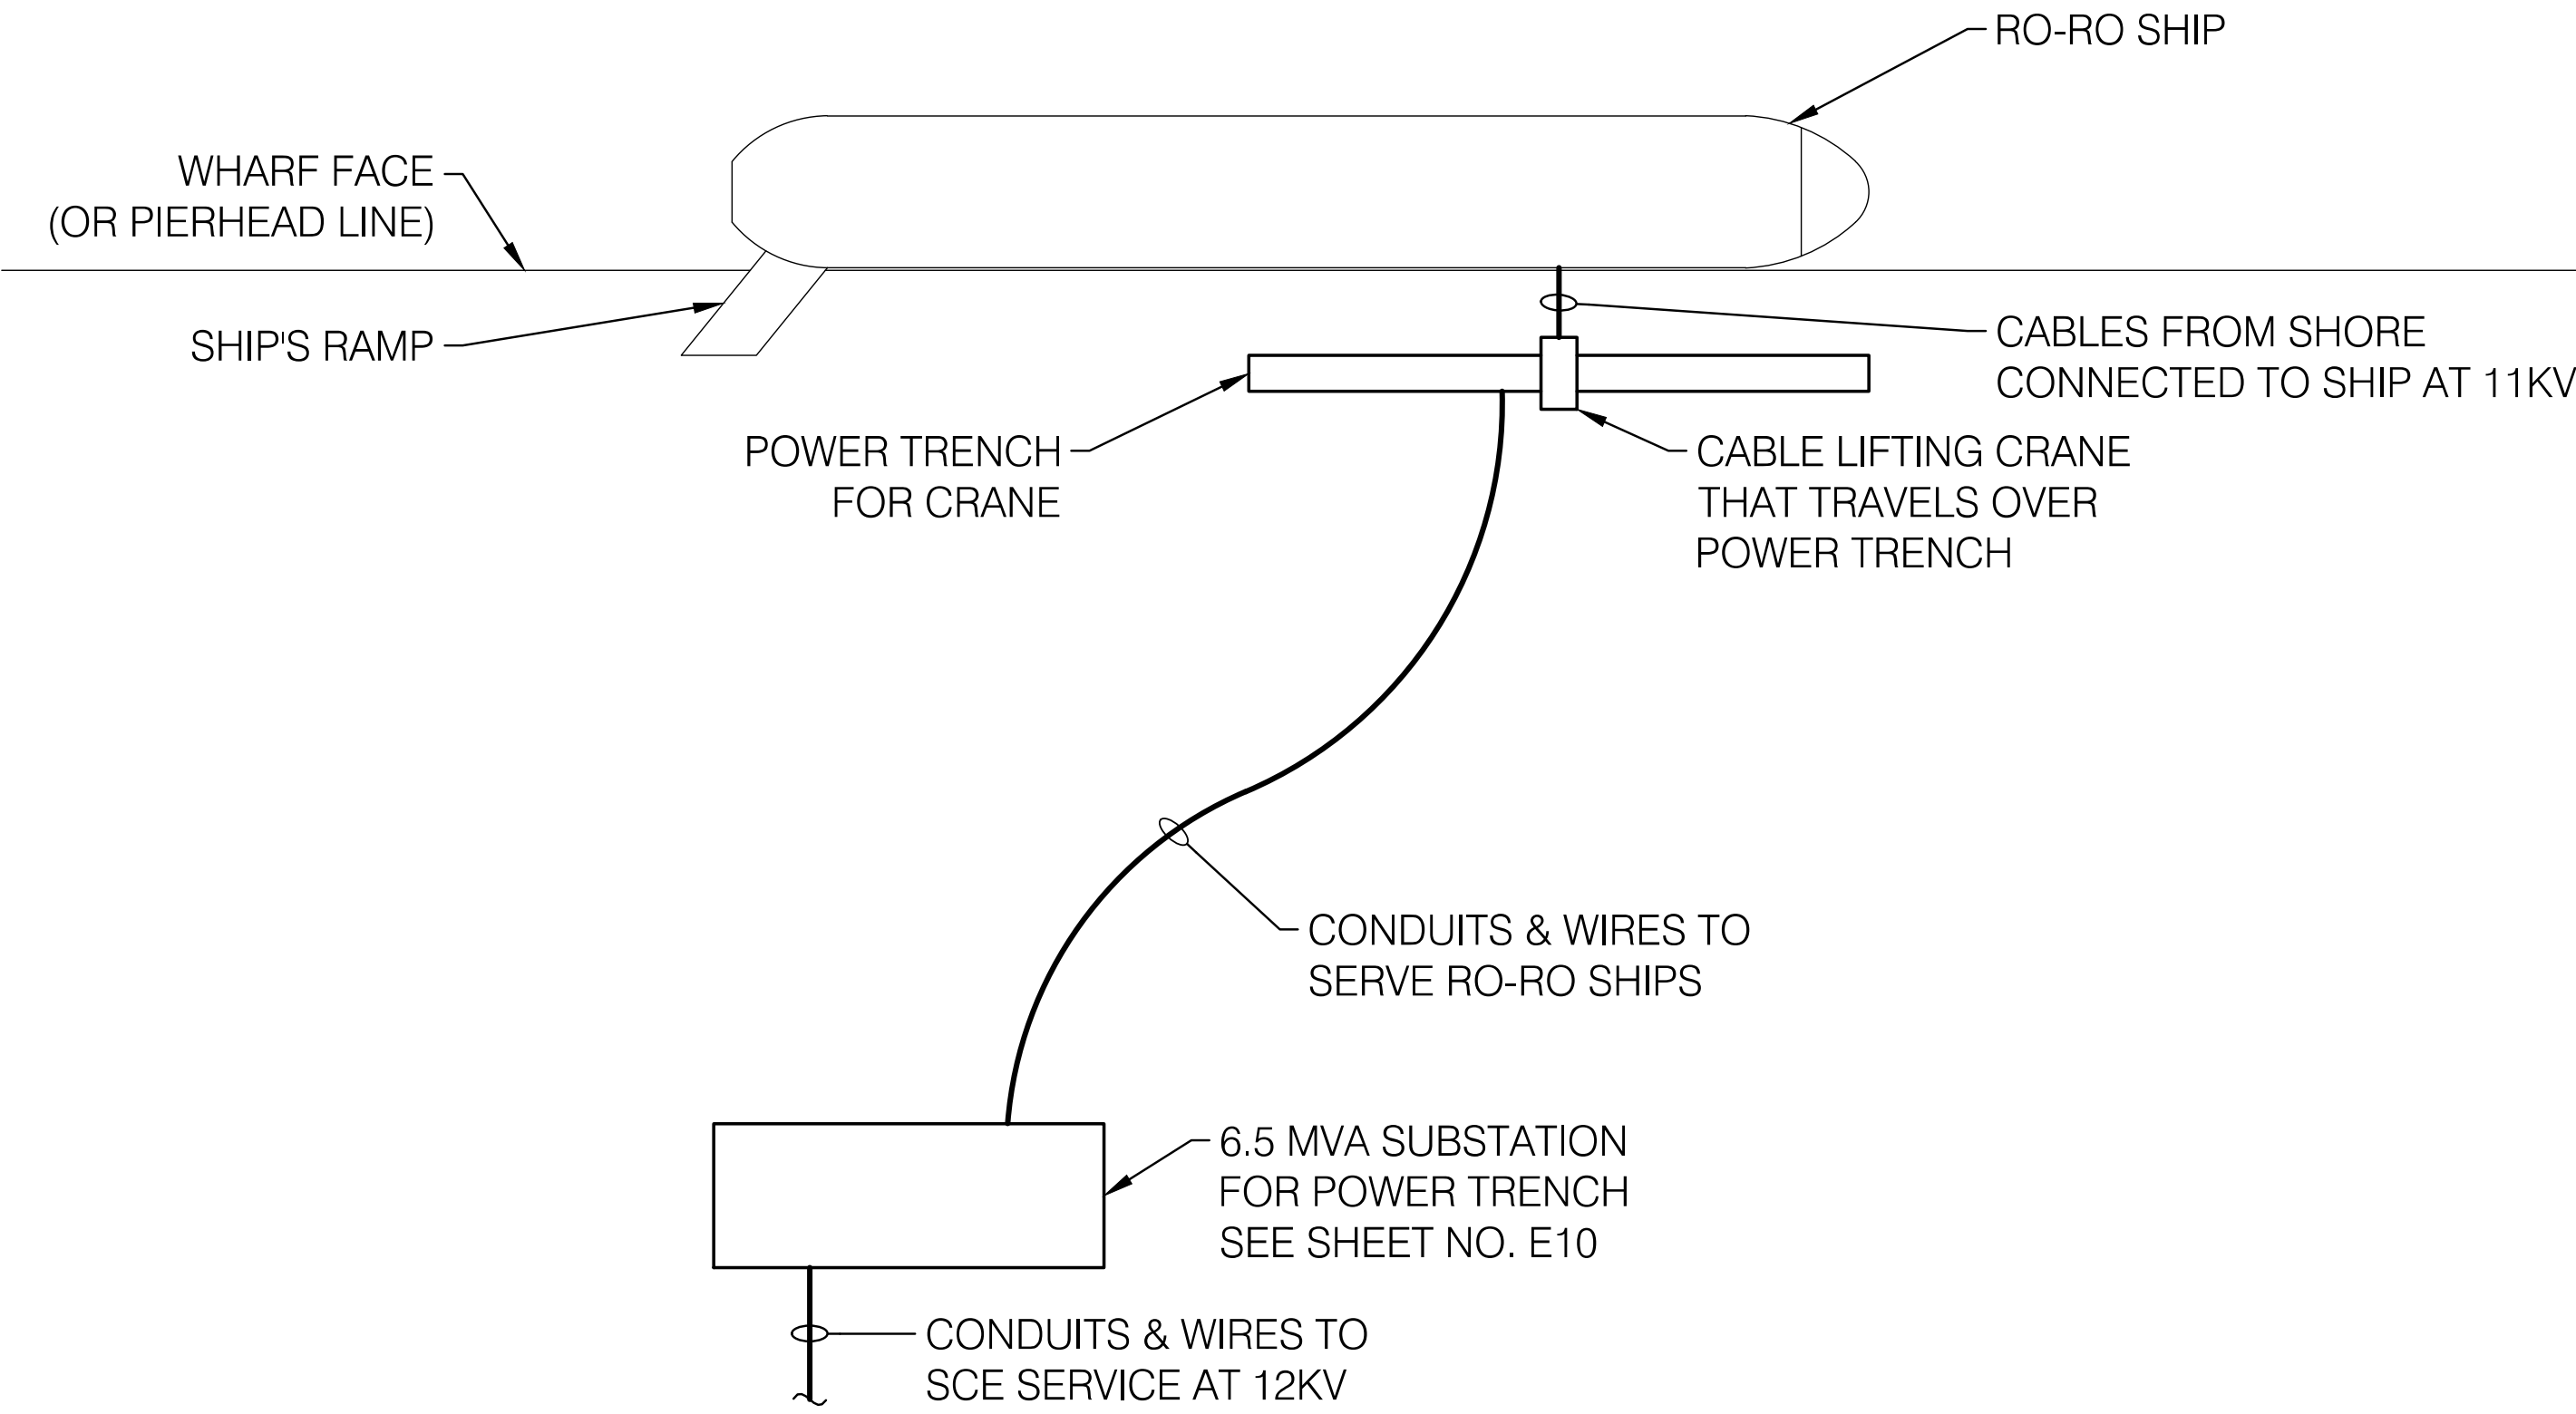 RO-RO SHIP
WHARF FACE
(OR PIERHEAD LINE)
SHIP'S RAMP
CABLES FROM SHORE
CONNECTED TO SHIP AT 11KV
POWER TRENCH
FOR CRANE
CABLE LIFTING CRANE
THAT TRAVELS OVER
POWER TRENCH
CONDUITS & WIRES TO
SERVE RO-RO SHIPS
6.5 MVA SUBSTATION
FOR POWER TRENCH
SEE SHEET NO. E10
CONDUITS & WIRES TO
SCE SERVICE AT 12KV